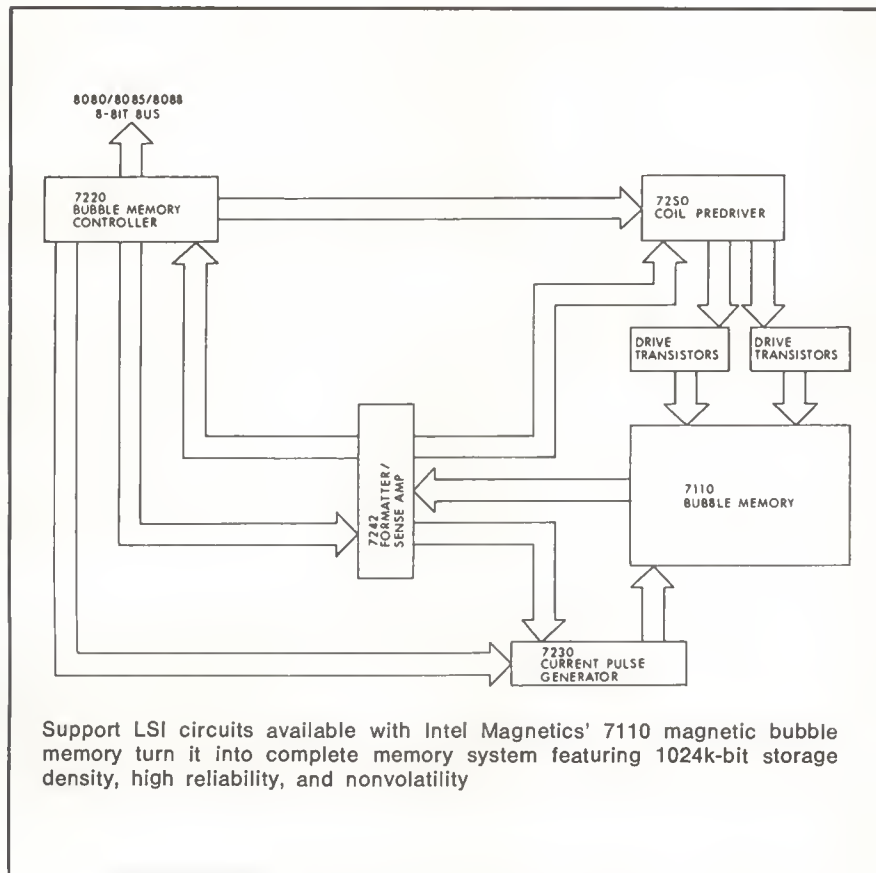 8080/8085/8088
8-BIT BUS
7220
BUBBLE MEMORY
CONTROLLER
7250
COIL PREDRIVER
DRIVE
TRANSISTORS
DRIVE
TRANSISTORS
7242
FORMATTER/
SENSE AMP
7110
BUBBLE MEMORY
7230
CURRENT PULSE
GENERATOR
Support LSI circuits available with Intel Magnetics' 7110 magnetic bubble
memory turn it into complete memory system featuring 1024k-bit storage
density, high reliability, and nonvolatility